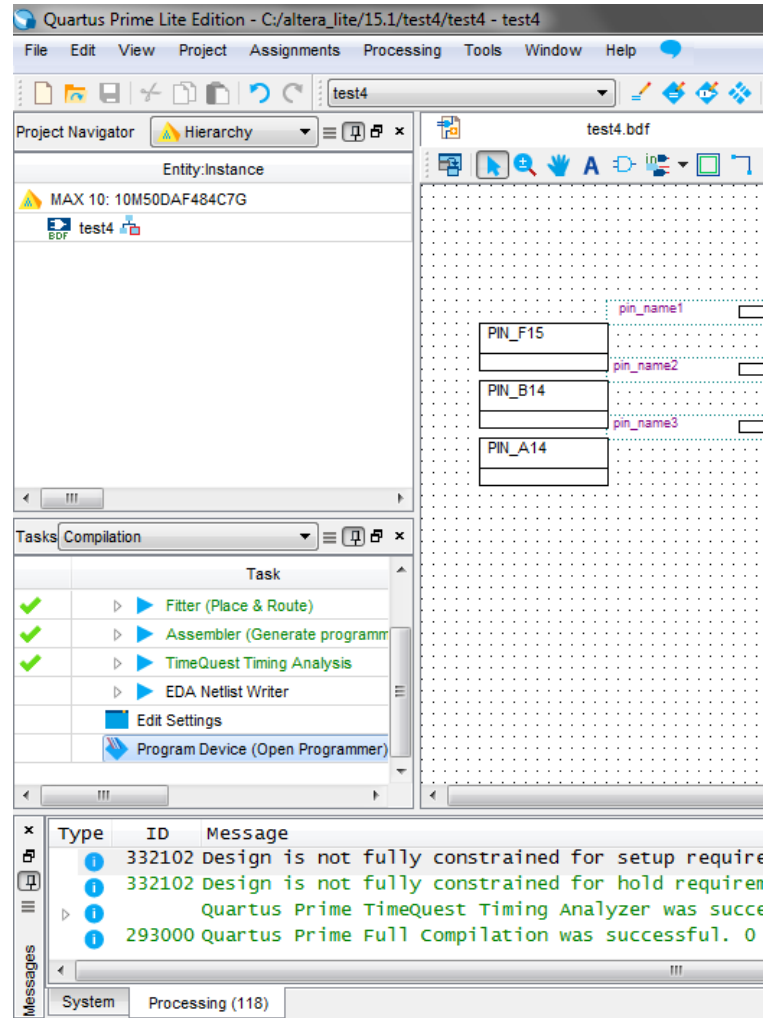 Quartus Prime Lite Edition - C:/altera_lite/15.1/test4/test4 - test4
File Edit View Project Assignments Processing Tools Window Help
test4
Project Navigator Hierarchy
Entity:Instance
MAX 10: 10M50DAF484C7G
BDF test4
test4.bdf
A
pin_name1
PIN_F15
pin_name2
PIN_B14
pin_name3
PIN_A14
Tasks Compilation
Task
Fitter (Place & Route)
Assembler (Generate programm
TimeQuest Timing Analysis
EDA Netlist Writer
Edit Settings
Program Device (Open Programmer)
Type ID Message
332102 Design is not fully constrained for setup require
332102 Design is not fully constrained for hold requirem
Quartus Prime TimeQuest Timing Analyzer was succe
293000 Quartus Prime Full Compilation was successful. 0
Messages
System Processing (118)